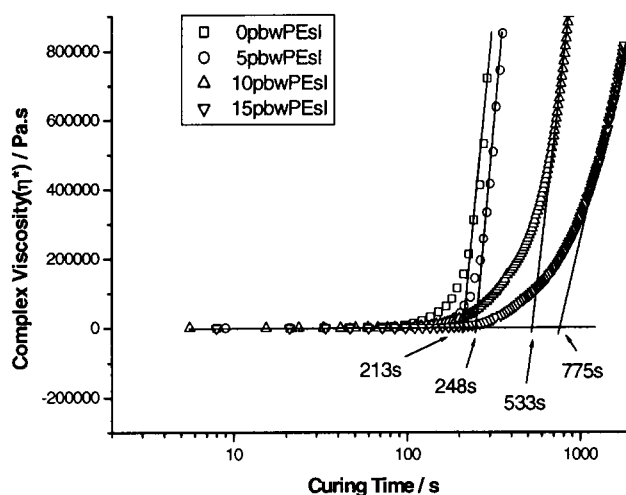 0pbwPEsI
5pbwPEsI
10pbwPEsI
15pbwPEsI
Complex Viscosity(η*) / Pa.s
800000
600000
400000
200000
0
-200000
213s
248s
533s
775s
10
100
1000
Curing Time / s